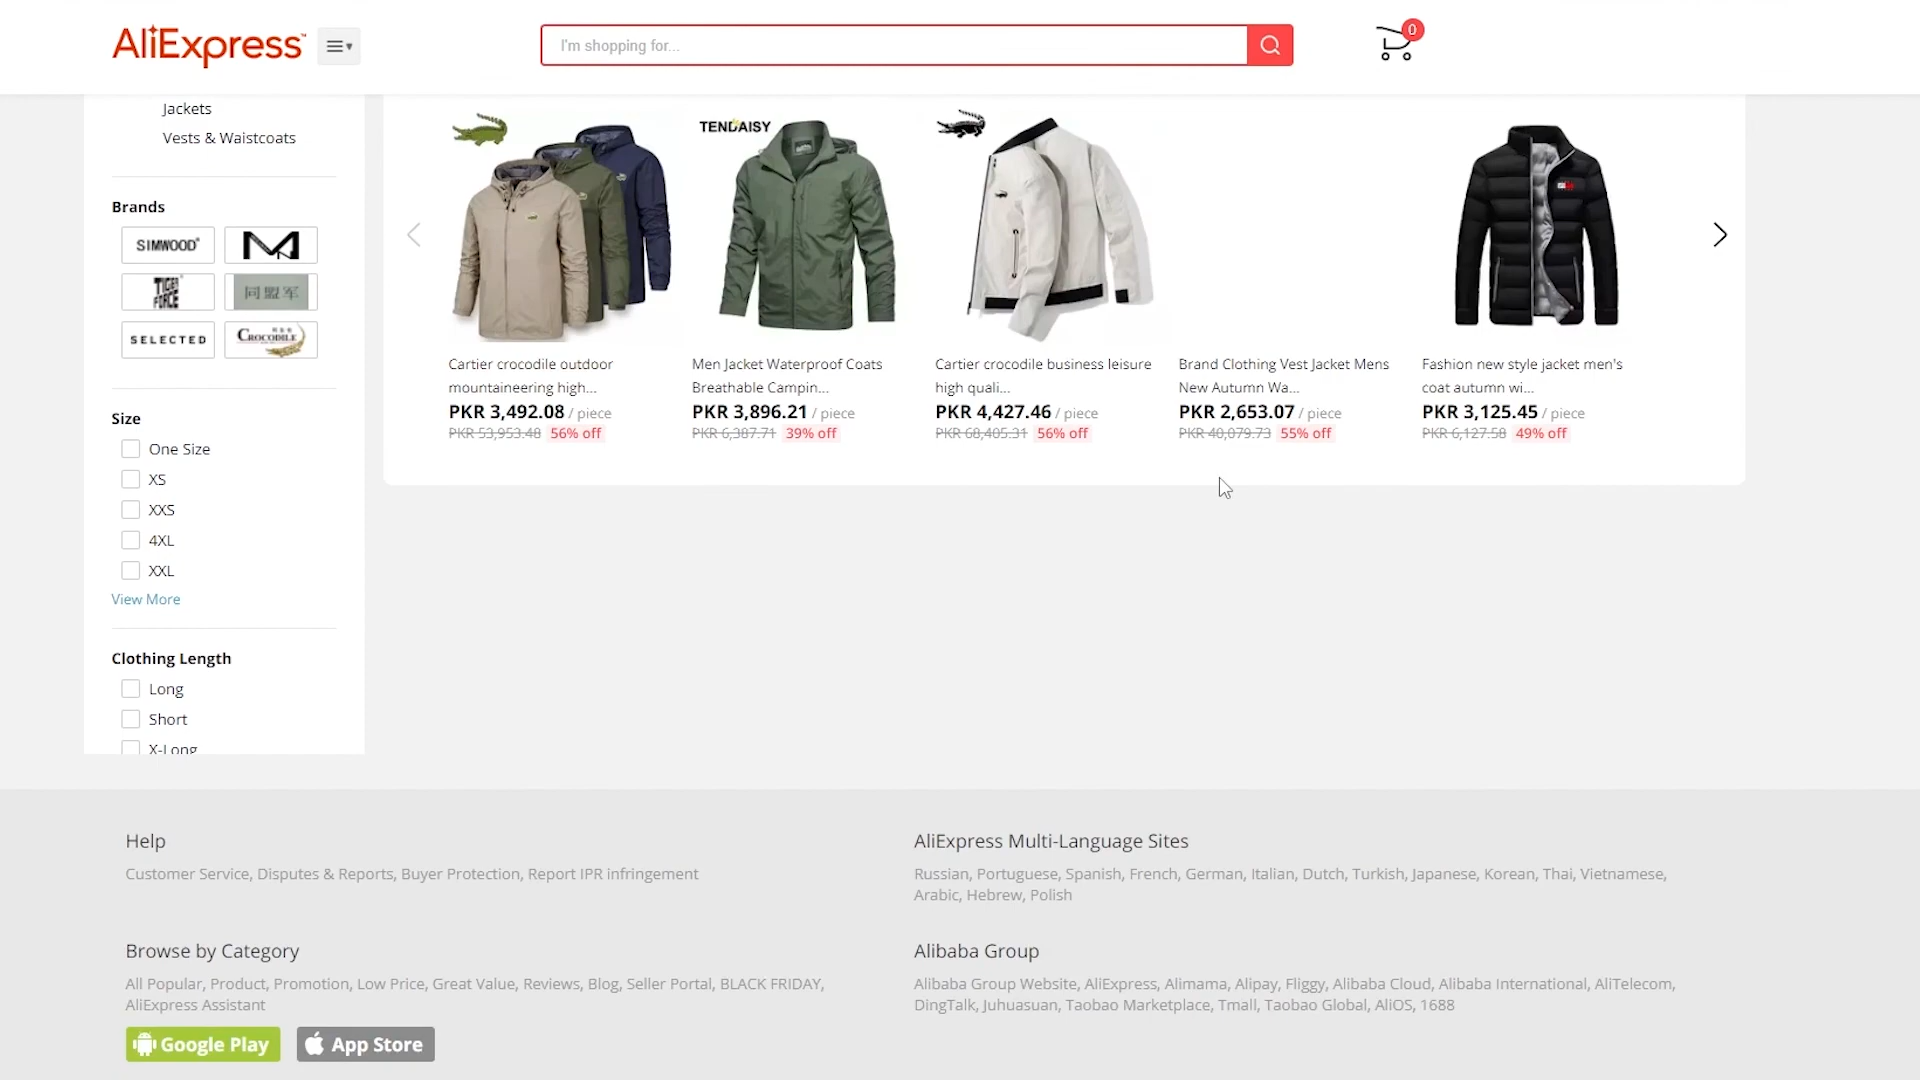 AliExpress™
I'm shopping for...
0
Jackets
Vests & Waistcoats
Brands
SIMWOOD®
TIGER
FORCE
同盟军
SELECTED
CROCODILE
Size
One Size
XS
XXS
4XL
XXL
View More
Clothing Length
Long
Short
X-Long
TENDAISY
Cartier crocodile outdoor
mountaineering high...
PKR 3,492.08 / piece
PKR 53,953.48 56% off
Men Jacket Waterproof Coats
Breathable Campin...
PKR 3,896.21 / piece
PKR 6,387.71 39% off
Cartier crocodile business leisure
high quali...
PKR 4,427.46 / piece
PKR 68,405.31 56% off
Brand Clothing Vest Jacket Mens
New Autumn Wa...
PKR 2,653.07 / piece
PKR 40,079.73 55% off
Fashion new style jacket men's
coat autumn wi...
PKR 3,125.45 / piece
PKR 6,127.58 49% off
Help
Customer Service, Disputes & Reports, Buyer Protection, Report IPR infringement
AliExpress Multi-Language Sites
Russian, Portuguese, Spanish, French, German, Italian, Dutch, Turkish, Japanese, Korean, Thai, Vietnamese,
Arabic, Hebrew, Polish
Browse by Category
All Popular, Product, Promotion, Low Price, Great Value, Reviews, Blog, Seller Portal, BLACK FRIDAY,
AliExpress Assistant
Google Play
App Store
Alibaba Group
Alibaba Group Website, AliExpress, Alimama, Alipay, Fliggy, Alibaba Cloud, Alibaba International, AliTelecom,
DingTalk, Juhuasuan, Taobao Marketplace, Tmall, Taobao Global, AliOS, 1688